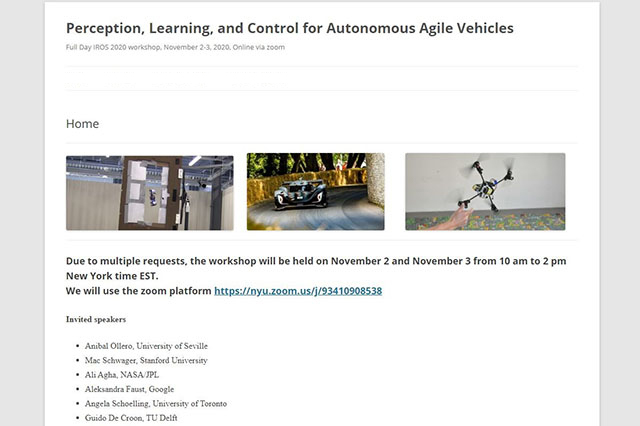 Perception, Learning, and Control for Autonomous Agile Vehicles
Full Day IROS 2020 workshop, November 2-3, 2020, Online via zoom
Home
Due to multiple requests, the workshop will be held on November 2 and November 3 from 10 am to 2 pm
New York time EST.
We will use the zoom platform https://nyu.zoom.us/j/93410908538
Invited speakers
• Anibal Ollero, University of Seville
• Mac Schwager, Stanford University
• Ali Agha, NASA/JPL
• Aleksandra Faust, Google
• Angela Schoelling, University of Toronto
• Guido De Croon, TU Delft